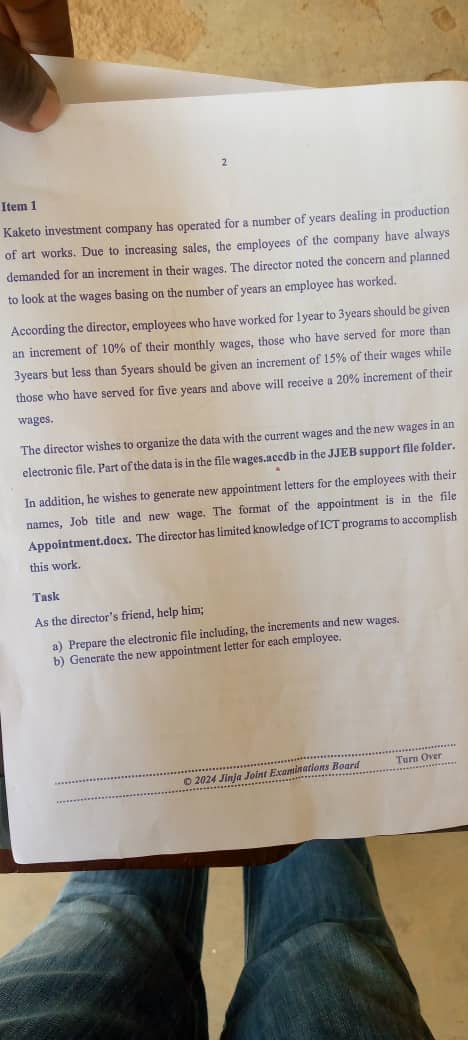 2
Item 1
Kaketo investment company has operated for a number of years dealing in production
of art works. Due to increasing sales, the employees of the company have always
demanded for an increment in their wages. The director noted the concern and planned
to look at the wages basing on the number of years an employee has worked.
According the director, employees who have worked for 1year to 3years should be given
an increment of 10% of their monthly wages, those who have served for more than
3years but less than 5years should be given an increment of 15% of their wages while
those who have served for five years and above will receive a 20% increment of their
wages.
The director wishes to organize the data with the current wages and the new wages in an
electronic file. Part of the data is in the file wages.accdb in the JJEB support file folder.
In addition, he wishes to generate new appointment letters for the employees with their
names, Job title and new wage. The format of the appointment is in the file
Appointment.docx. The director has limited knowledge of ICT programs to accomplish
this work.
Task
As the director's friend, help him;
a) Prepare the electronic file including, the increments and new wages.
b) Generate the new appointment letter for each employee.
© 2024 Jinja Joint Examinations Board
Turn Over